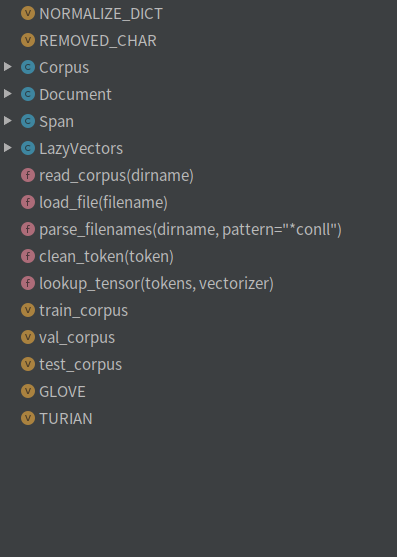 V NORMALIZE_DICT
V REMOVED_CHAR
C Corpus
C Document
C Span
C LazyVectors
f read_corpus(dirname)
f load_file(filename)
f parse_filenames(dirname, pattern="*conll")
f clean_token(token)
f lookup_tensor(tokens, vectorizer)
V train_corpus
V val_corpus
V test_corpus
V GLOVE
V TURIAN